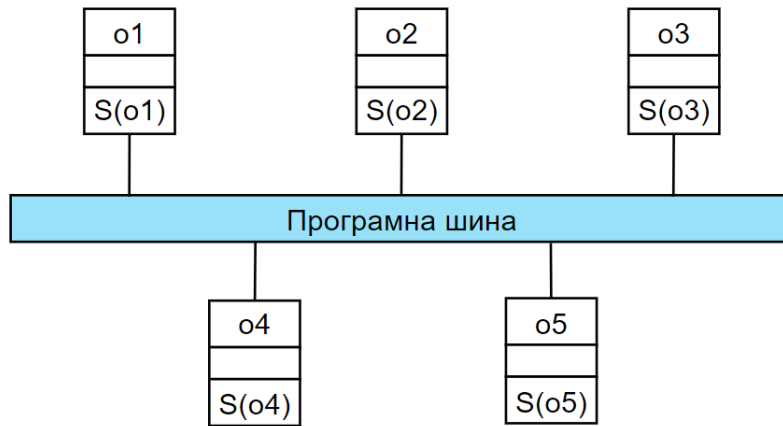 o1
o2
o3
S(o1)
S(o2)
S(o3)
Програмна шина
o4
o5
S(o4)
S(o5)